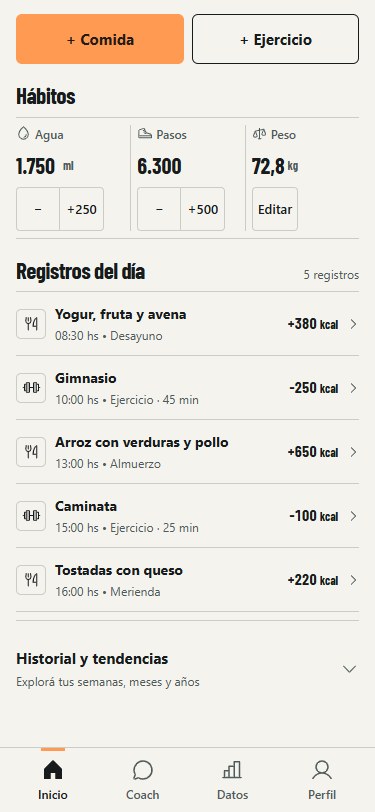 + Comida
+ Ejercicio
Hábitos
Agua
Pasos
Peso
1.750 ml
6.300
72,8 kg
− +250
− +500
Editar
Registros del día
5 registros
Yogur, fruta y avena
08:30 hs • Desayuno
+380 kcal
Gimnasio
10:00 hs • Ejercicio · 45 min
-250 kcal
Arroz con verduras y pollo
13:00 hs • Almuerzo
+650 kcal
Caminata
15:00 hs • Ejercicio · 25 min
-100 kcal
Tostadas con queso
16:00 hs • Merienda
+220 kcal
Historial y tendencias
Explorá tus semanas, meses y años
Inicio
Coach
Datos
Perfil